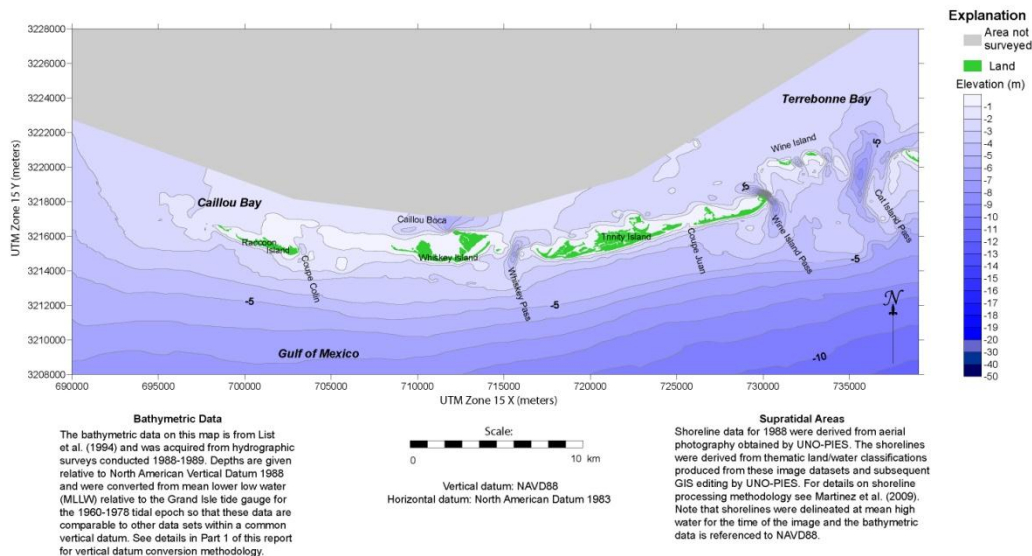 Explanation
Area not
surveyed
Land
Elevation (m)
-1
-2
-3
-4
-5
-6
-7
-8
-9
-10
-11
-12
-13
-14
-15
-16
-17
-18
-19
-20
-30
-40
-50
3228000
3226000
3224000
3222000
3220000
3218000
3216000
3214000
3212000
3210000
3208000
UTM Zone 15 Y (meters)
Terrebonne Bay
Wine Island
-5
-5
Cat Island Pass
Caillou Bay
Caillou Boca
Raccoon
Island
Coupe Colin
Whiskey Island
Whiskey Pass
Trinity Island
Coupe Juan
Wine Island Pass
-5
-5
-5
N
Gulf of Mexico
-10
690000
695000
700000
705000
710000
715000
720000
725000
730000
735000
UTM Zone 15 X (meters)
Bathymetric Data
The bathymetric data on this map is from List
et al. (1994) and was acquired from hydrographic
surveys conducted 1988-1989. Depths are given
relative to North American Vertical Datum 1988
and were converted from mean lower low water
(MLLW) relative to the Grand Isle tide gauge for
the 1960-1978 tidal epoch so that these data are
comparable to other data sets within a common
vertical datum. See details in Part 1 of this report
for vertical datum conversion methodology.
Scale:
0
10
km
Vertical datum: NAVD88
Horizontal datum: North American Datum 1983
Supratidal Areas
Shoreline data for 1988 were derived from aerial
photography obtained by UNO-PIES. The shorelines
were derived from thematic land/water classifications
produced from these image datasets and subsequent
GIS editing by UNO-PIES. For details on shoreline
processing methodology see Martinez et al. (2009).
Note that shorelines were delineated at mean high
water for the time of the image and the bathymetric
data is referenced to NAVD88.